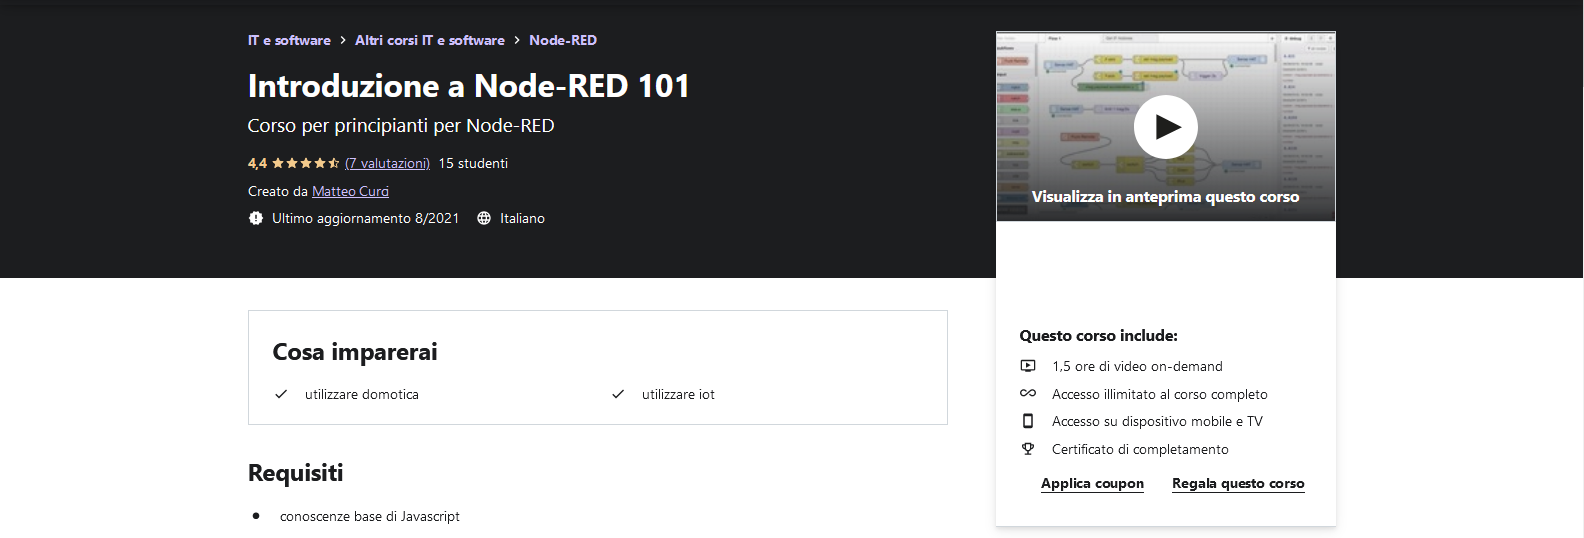 IT e software > Altri corsi IT e software > Node-RED
Introduzione a Node-RED 101
Corso per principianti per Node-RED
4,4 (7 valutazioni) 15 studenti
Creato da Matteo Curci
Ultimo aggiornamento 8/2021 Italiano
Visualizza in anteprima questo corso
Cosa imparerai
utilizzare domotica
utilizzare iot
Requisiti
conoscenze base di Javascript
Questo corso include:
1,5 ore di video on-demand
Accesso illimitato al corso completo
Accesso su dispositivo mobile e TV
Certificato di completamento
Applica coupon
Regala questo corso